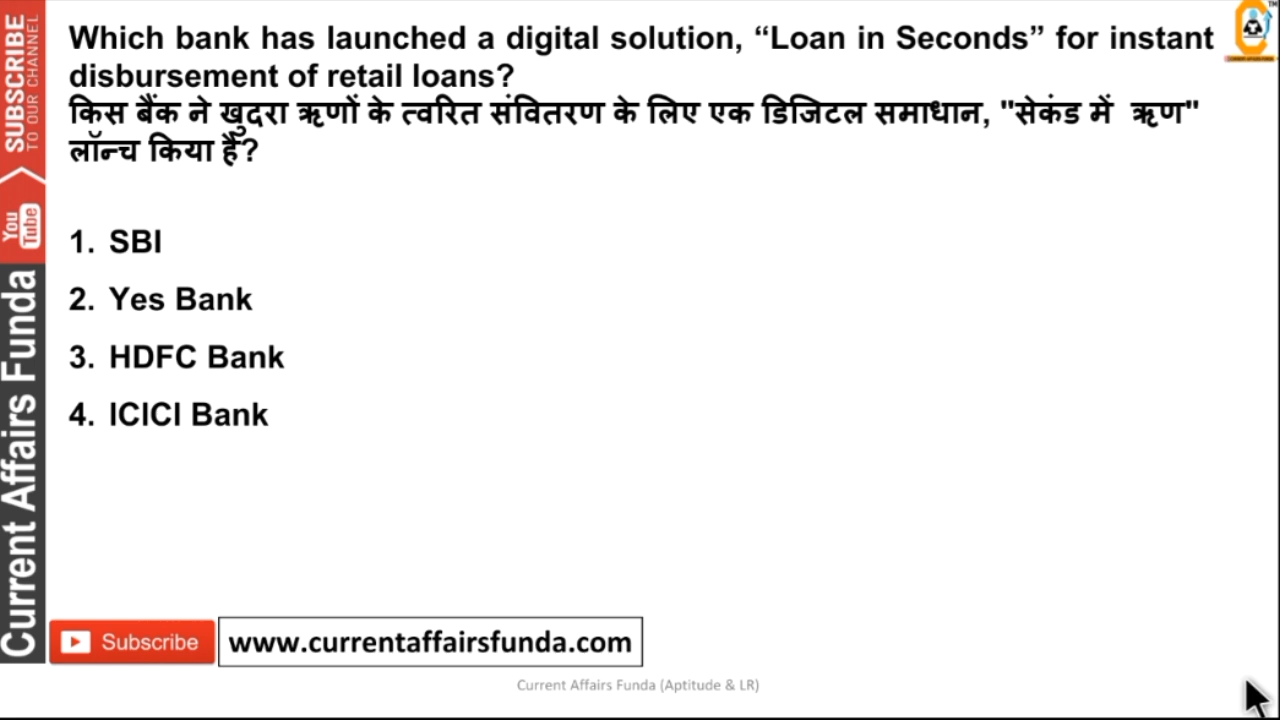 Which bank has launched a digital solution, “Loan in Seconds” for instant
disbursement of retail loans?
किस बैंक ने खुदरा ऋणों के त्वरित संवितरण के लिए एक डिजिटल समाधान, "सेकंड में ऋण"
लॉन्च किया है?
1. SBI
2. Yes Bank
3. HDFC Bank
4. ICICI Bank
SUBSCRIBE
TO OUR CHANNEL
You
Tube
Current Affairs Funda
Subscribe
www.currentaffairsfunda.com
Current Affairs Funda (Aptitude & LR)